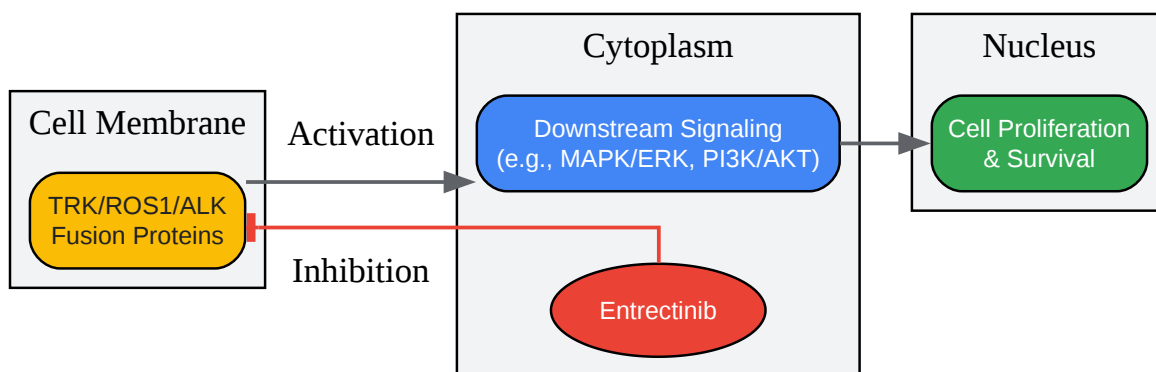 Cell Membrane
TRK/ROS1/ALK
Fusion Proteins
Activation
Inhibition
Cytoplasm
Downstream Signaling
(e.g., MAPK/ERK, PI3K/AKT)
Entrectinib
Nucleus
Cell Proliferation
& Survival